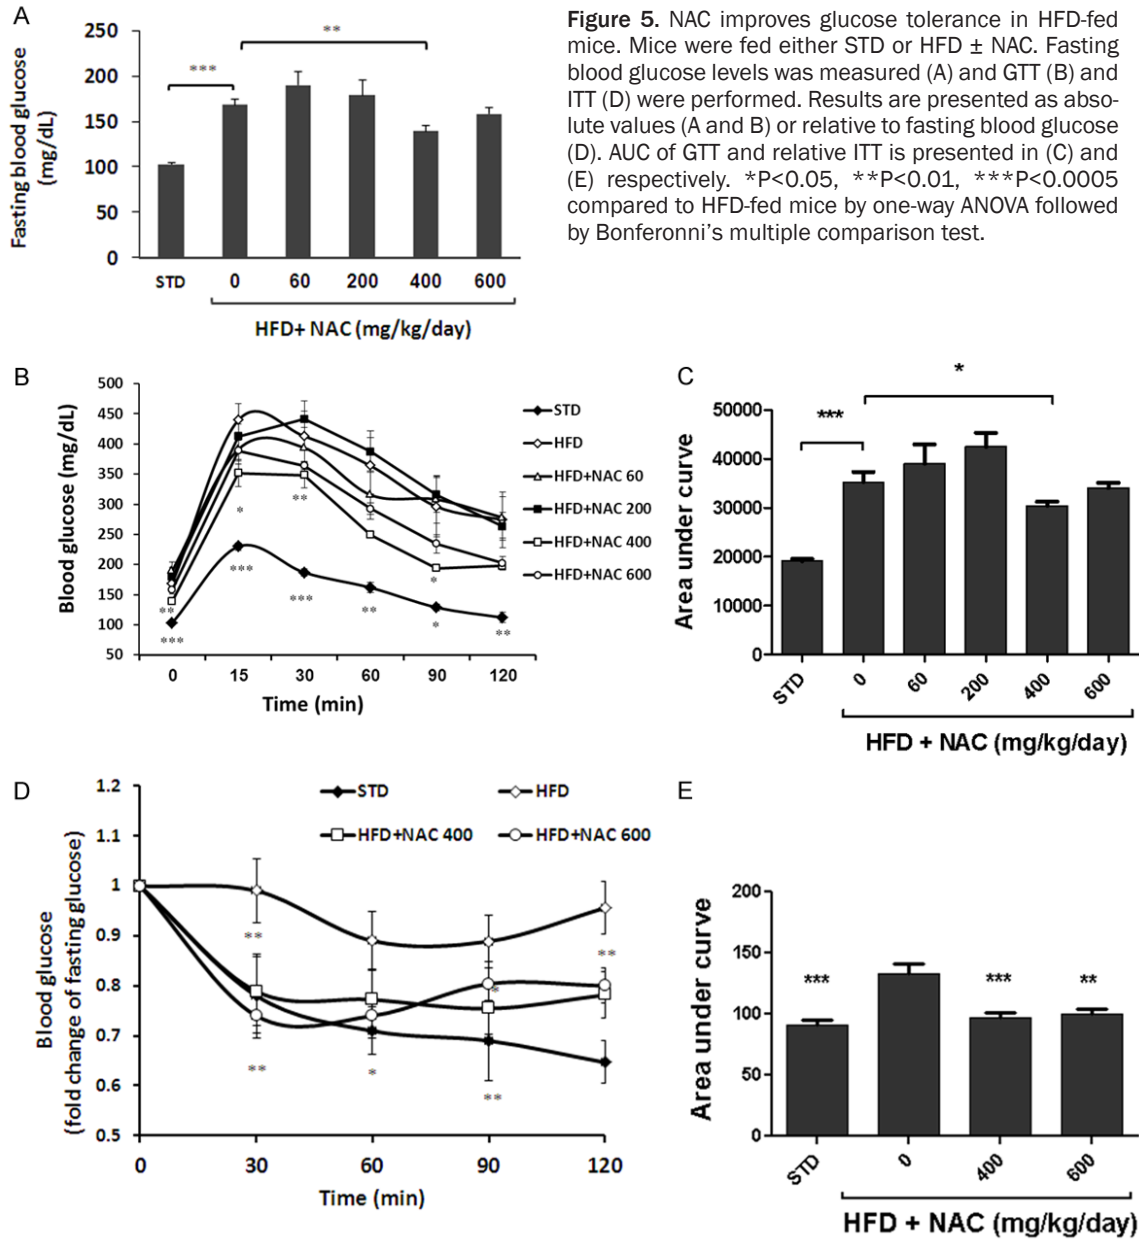 A
Figure 5. NAC improves glucose tolerance in HFD-fed
mice. Mice were fed either STD or HFD ± NAC. Fasting
blood glucose levels was measured (A) and GTT (B) and
ITT (D) were performed. Results are presented as abso-
lute values (A and B) or relative to fasting blood glucose
(D). AUC of GTT and relative ITT is presented in (C) and
(E) respectively. *P<0.05, **P<0.01, ***P<0.0005
compared to HFD-fed mice by one-way ANOVA followed
by Bonferonni's multiple comparison test.
Fasting blood glucose
(mg/dL)
250
200
150
100
50
0
***
**
STD 0 60 200 400 600
HFD+ NAC (mg/kg/day)
B
Blood glucose (mg/dL)
500
450
400
350
300
250
200
150
100
50
STD
HFD
HFD+NAC 60
HFD+NAC 200
HFD+NAC 400
HFD+NAC 600
*
**
***
***
**
*
**
*
**
***
0 15 30 60 90 120
Time (min)
C
Area under curve
50000
40000
30000
20000
10000
0
***
*
STD 0 60 200 400 600
HFD + NAC (mg/kg/day)
D
Blood glucose
(fold change of fasting glucose)
1.2
1.1
1
0.9
0.8
0.7
0.6
0.5
STD HFD
HFD+NAC 400 HFD+NAC 600
**
**
*
**
*
**
0 30 60 90 120
Time (min)
E
Area under curve
200
150
100
50
0
*** *** **
STD 0 400 600
HFD + NAC (mg/kg/day)